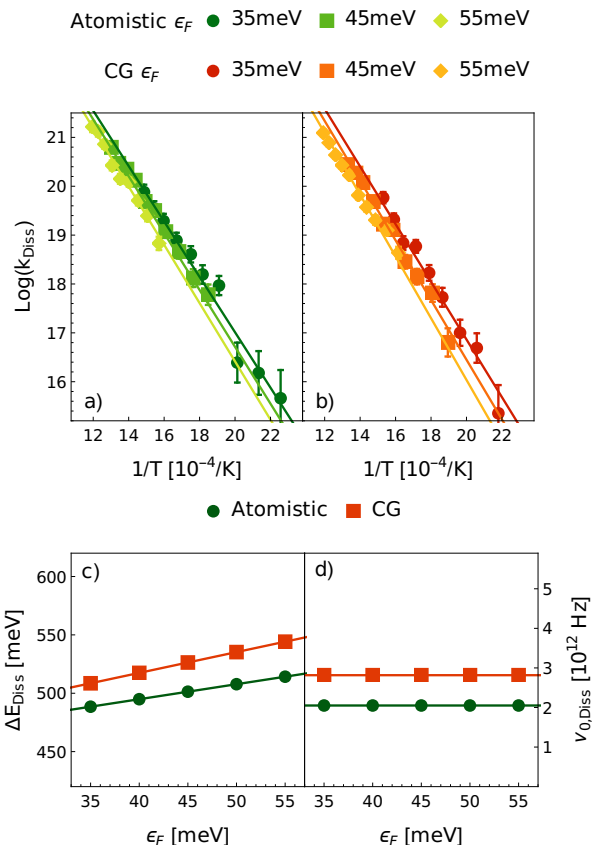 Atomistic ϵF 35meV 45meV 55meV
CG ϵF 35meV 45meV 55meV
Log(kDiss)
21
20
19
18
17
16
a)
b)
12 14 16 18 20 22
12 14 16 18 20 22
1/T [10⁻⁴/K]
1/T [10⁻⁴/K]
Atomistic CG
ΔEDiss [meV]
600
550
500
450
c)
d)
5
4
3
2
1
ν0,Diss [10¹² Hz]
35 40 45 50 55
35 40 45 50 55
ϵF [meV]
ϵF [meV]